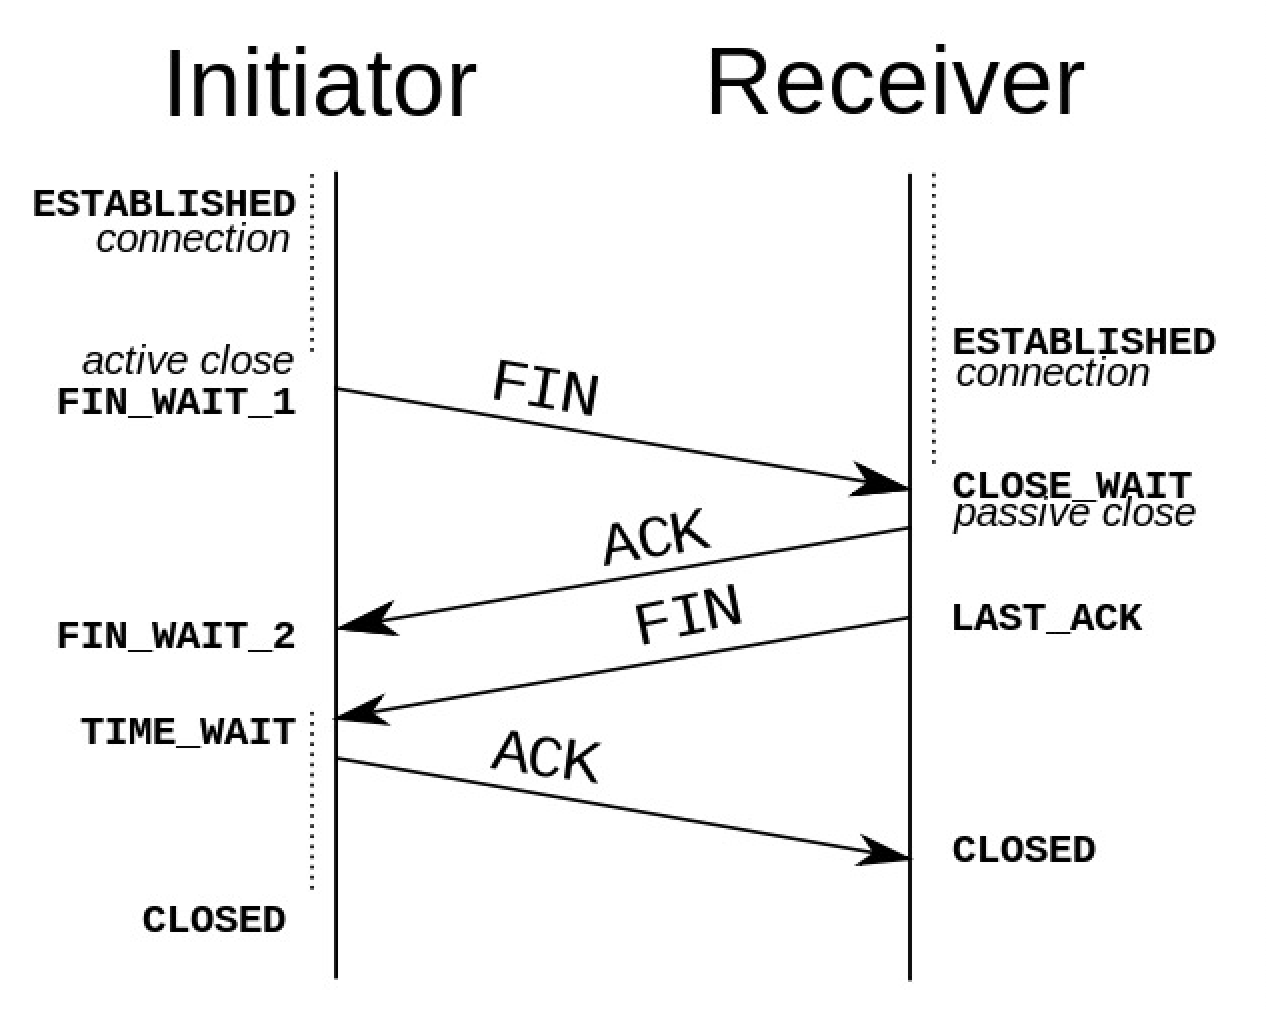 Initiator
Receiver
ESTABLISHED
connection
active close
FIN_WAIT_1
FIN
ESTABLISHED
connection
CLOSE_WAIT
passive close
ACK
FIN_WAIT_2
FIN
LAST_ACK
TIME_WAIT
ACK
CLOSED
CLOSED